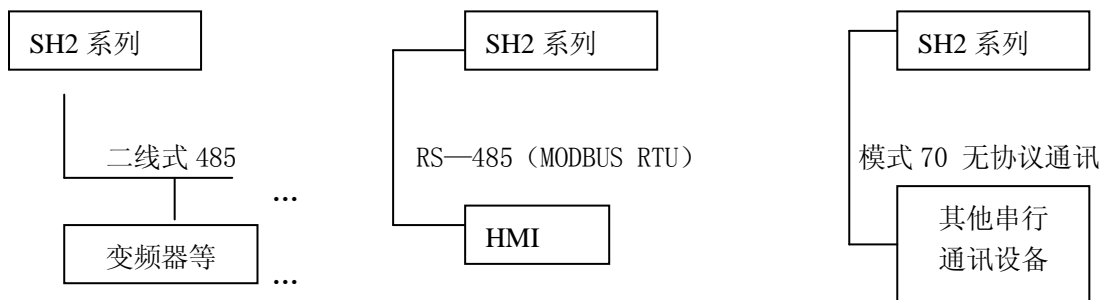 SH2 系列
SH2 系列
SH2 系列
二线式 485
RS—485（MODBUS RTU）
模式 70 无协议通讯
...
变频器等
...
HMI
其他串行
通讯设备